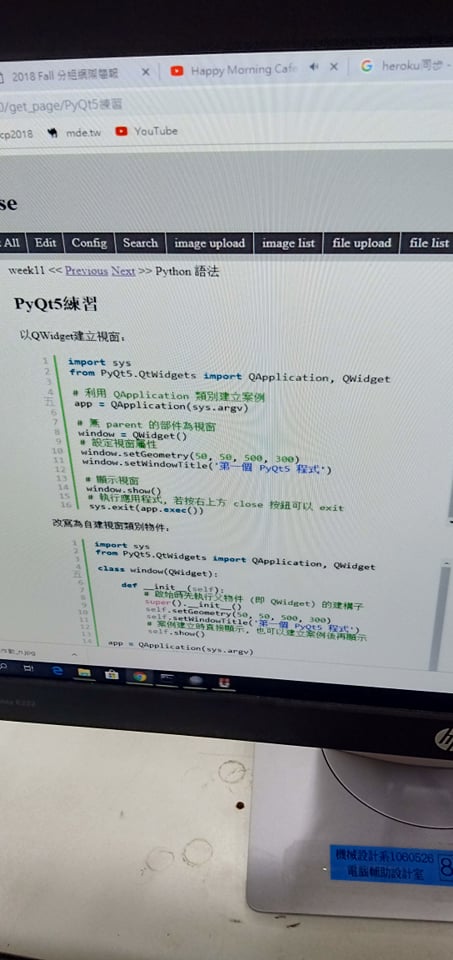 2018 Fall 分組網際簡報
Happy Morning Cafe
heroku同步 -
)/get_page/PyQt5練習
cp2018
mde.tw
YouTube
se
All
Edit
Config
Search
image upload
image list
file upload
file list
week11 << Previous Next >> Python 語法
PyQt5練習
以QWidget建立視窗:
1 import sys
2 from PyQt5.QtWidgets import QApplication, QWidget
3
4 # 利用 QApplication 類別建立案例
五 app = QApplication(sys.argv)
6
7 # 無 parent 的部件為視窗
8 window = QWidget()
9 # 設定視窗屬性
10 window.setGeometry(50, 50, 500, 300)
11 window.setWindowTitle('第一個 PyQt5 程式')
12
13 # 顯示視窗
14 window.show()
15 # 執行應用程式, 若按右上方 close 按鈕可以 exit
16 sys.exit(app.exec())
改寫為自建視窗類別物件:
1 import sys
2 from PyQt5.QtWidgets import QApplication, QWidget
3
4 class window(QWidget):
五
6 def __init__(self):
7 # 啟始時先執行父物件 (即 QWidget) 的建構子
8 super().__init__()
9 self.setGeometry(50, 50, 500, 300)
10 self.setWindowTitle('第一個 PyQt5 程式')
11 # 案例建立時直接顯示, 也可以建立案例後再顯示
12 self.show()
13
14 app = QApplication(sys.argv)
_n.jpg
hp
機械設計系1060526
電腦輔助設計室
8